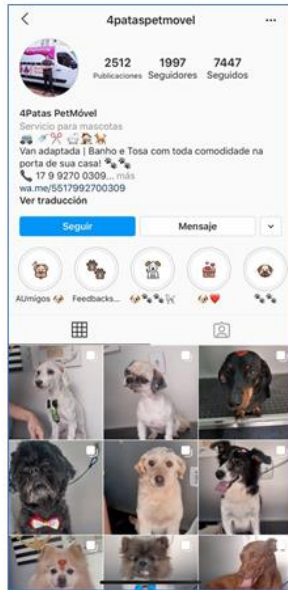 4pataspetmovel
2512 1997 7447
Publicaciones Seguidores Seguidos
4Patas PetMóvel
Servicio para mascotas
Van adaptada | Banho e Tosa com toda comodidade na
porta de sua casa!
17 9 9270 0309... más
wa.me/5517992700309
Ver traducción
Seguir Mensaje
AUmigos Feedbacks...